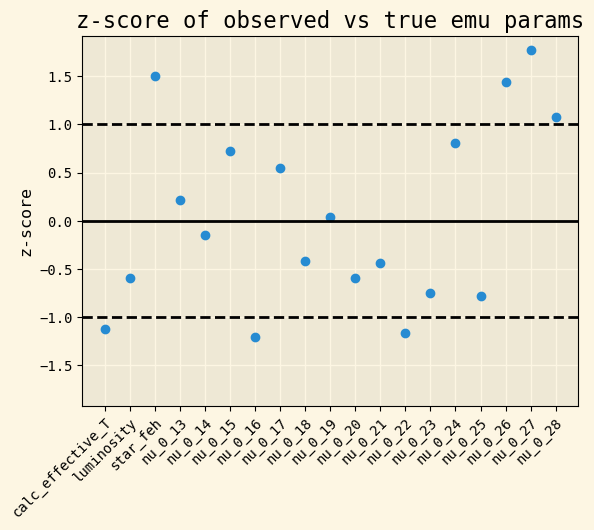 z-score of observed vs true emu params
z-score
1.5
1.0
0.5
0.0
−0.5
−1.0
−1.5
calc_effective_T
luminosity
star_feh
nu_0_13
nu_0_14
nu_0_15
nu_0_16
nu_0_17
nu_0_18
nu_0_19
nu_0_20
nu_0_21
nu_0_22
nu_0_23
nu_0_24
nu_0_25
nu_0_26
nu_0_27
nu_0_28